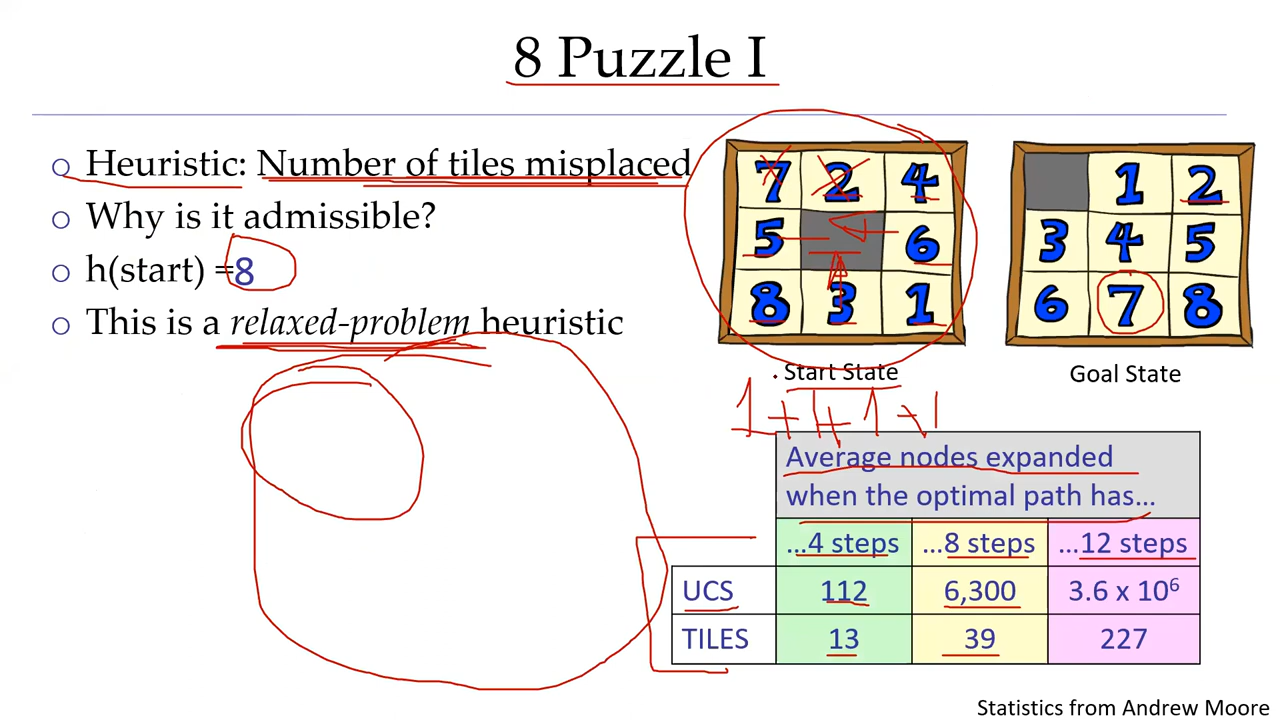 8 Puzzle I
Heuristic: Number of tiles misplaced
Why is it admissible?
h(start) =8
This is a relaxed-problem heuristic
7 2 4
5 6
8 3 1
Start State
1 2
3 4 5
6 7 8
Goal State
1+1+1+1
Average nodes expanded
when the optimal path has...
...4 steps ...8 steps ...12 steps
UCS 112 6,300 3.6 x 10⁶
TILES 13 39 227
Statistics from Andrew Moore